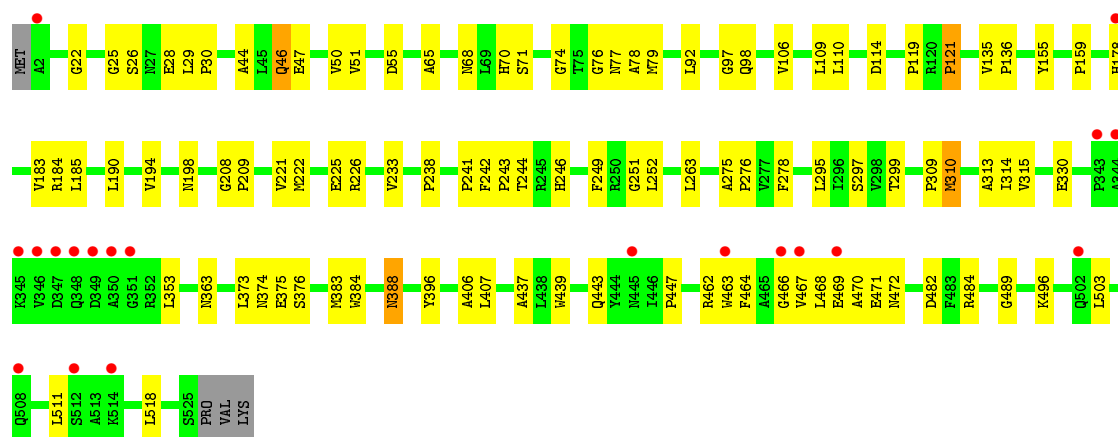 MET A2 G22 G25 S26 N27 E28 L29 P30 A44 L45 Q46 E47 V50 V51 D55 A65 N68 L69 H70 S71 G74 T75 G76 N77 A78 M79 L92 G97 Q98 V106 L109 L110 D114 P119 R120 P121 V135 P136 Y155 P159 H178
V183 R184 L185 L190 V194 N198 G208 P209 V221 M222 E225 R226 V233 P238 P241 F242 P243 T244 R245 H246 F249 R250 G251 L252 L263 A275 P276 V277 F278 L295 I296 S297 V298 T299 P309 M310 A313 I314 V315 E330 P343 A344
K345 V346 D347 Q348 D349 A350 G351 R352 L353 N363 L373 N374 E375 S376 M383 W384 N388 Y396 A406 L407 A437 L438 W439 Q443 Y444 N445 I446 P447 R462 W463 F464 A465 G466 V467 L468 E469 A470 E471 N472 D482 F483 R484 G489 K496 Q502 L503
Q508 L511 S512 A513 K514 L518 S525 PRO VAL LYS